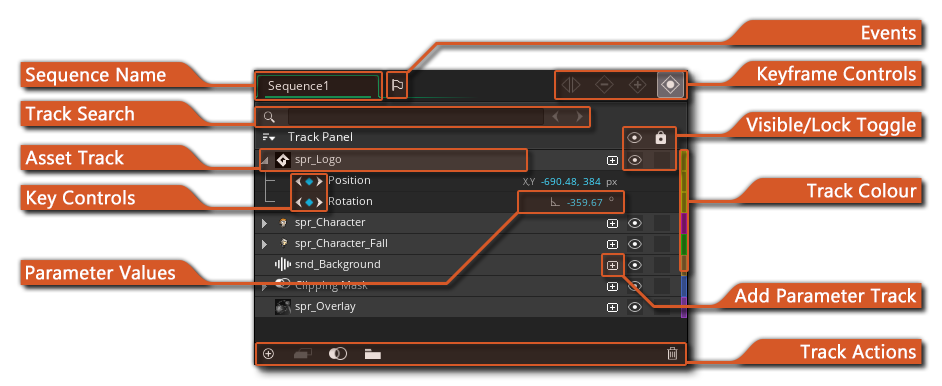 Events
Sequence Name
Sequence1
Keyframe Controls
Track Search
Visible/Lock Toggle
Track Panel
Asset Track
spr_Logo
Key Controls
Position
X,Y -690.48, 384 px
Track Colour
Rotation
-359.67 °
spr_Character
spr_Character_Fall
Parameter Values
snd_Background
Clipping Mask
Add Parameter Track
spr_Overlay
Track Actions